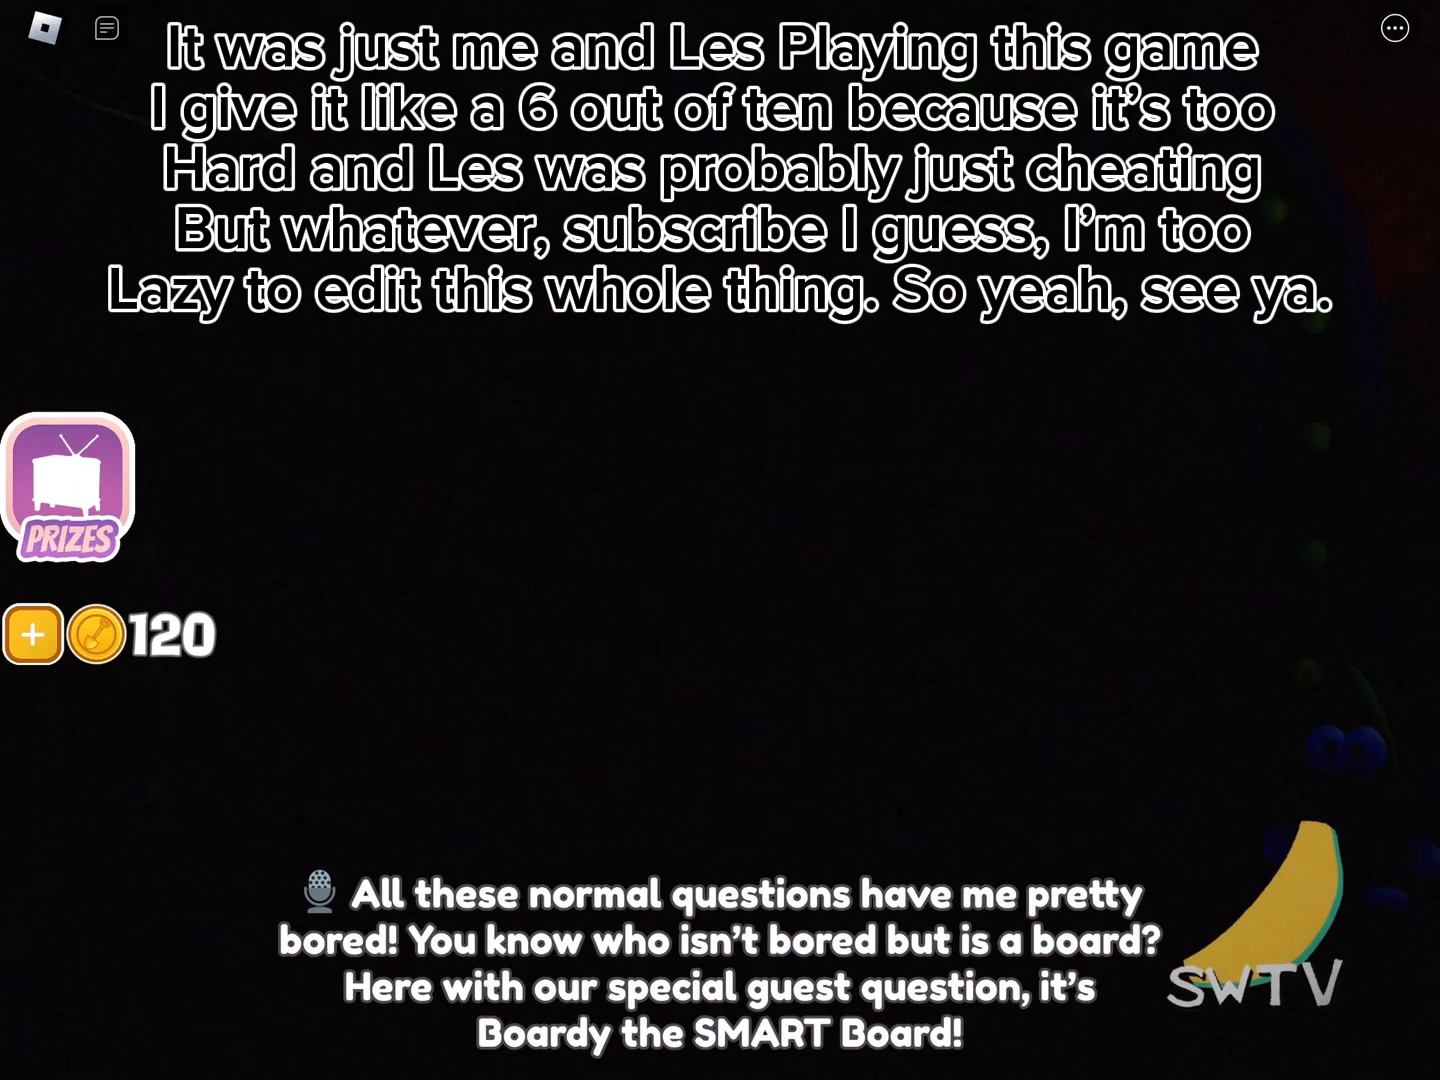 It was just me and Les Playing this game
I give it like a 6 out of ten because it's too
Hard and Les was probably just cheating
But whatever, subscribe I guess, I'm too
Lazy to edit this whole thing. So yeah, see ya.
PRIZES
120
All these normal questions have me pretty
bored! You know who isn't bored but is a board?
Here with our special guest question, it's
Boardy the SMART Board!
SWTV